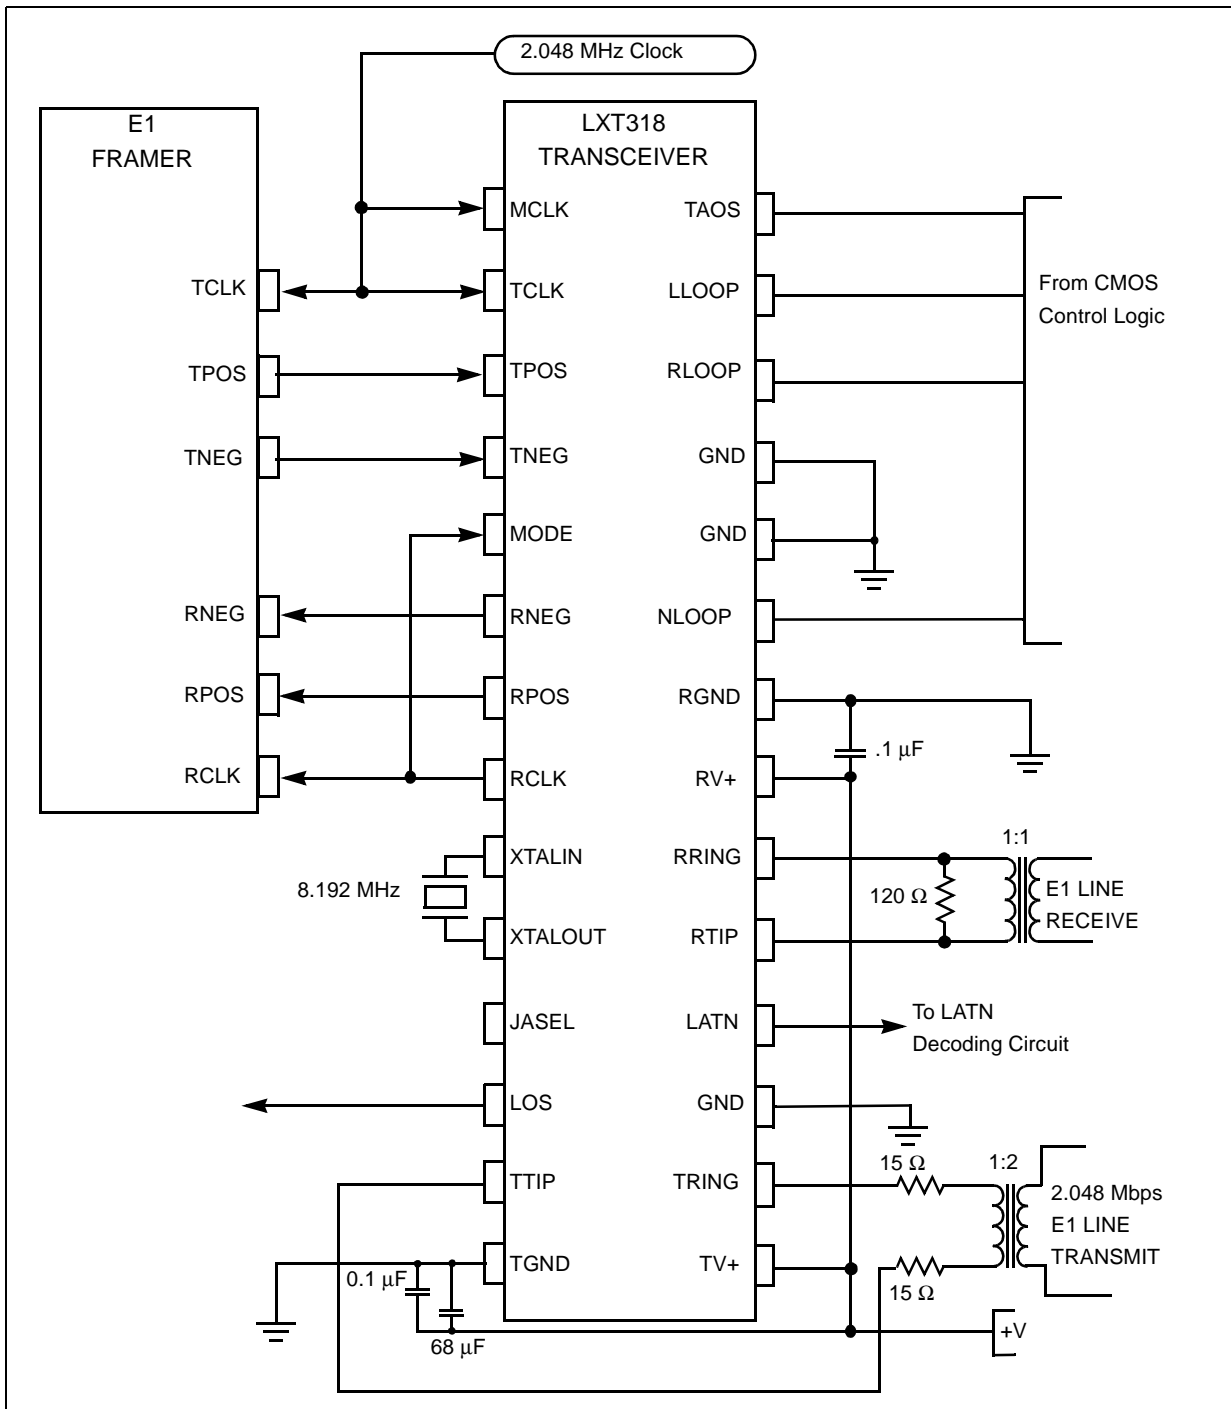 2.048 MHz Clock
E1
FRAMER
LXT318
TRANSCEIVER
MCLK
TAOS
TCLK
TCLK
LLOOP
From CMOS
Control Logic
TPOS
TPOS
RLOOP
TNEG
TNEG
GND
MODE
GND
RNEG
RNEG
NLOOP
RPOS
RPOS
RGND
.1 µF
RCLK
RCLK
RV+
1:1
XTALIN
RRING
8.192 MHz
120 Ω
E1 LINE
RECEIVE
XTALOUT
RTIP
JASEL
LATN
To LATN
Decoding Circuit
LOS
GND
15 Ω
1:2
TTIP
TRING
2.048 Mbps
E1 LINE
TRANSMIT
TGND
TV+
0.1 µF
15 Ω
68 µF
+V